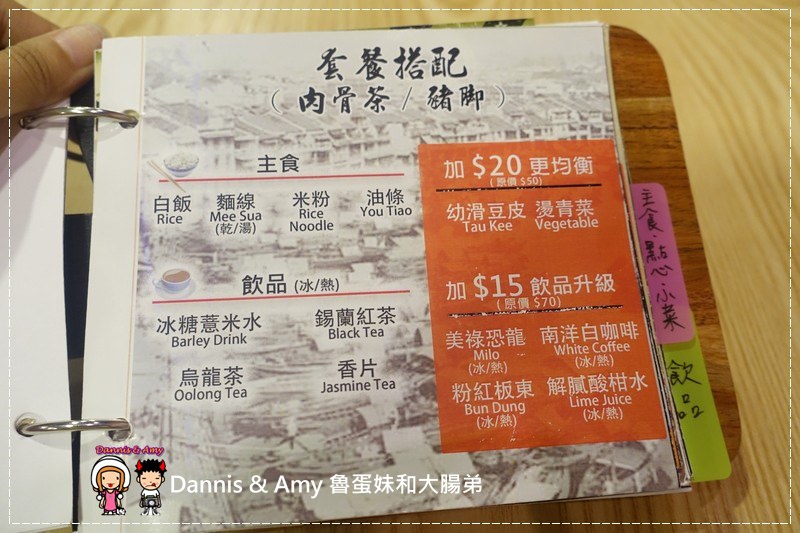 套餐搭配
(肉骨茶/豬脚)
主食
白飯
Rice
麵線
Mee Sua
(乾/湯)
米粉
Rice
Noodle
油條
You Tiao
飲品 (冰/熱)
冰糖薏米水
Barley Drink
錫蘭紅茶
Black Tea
烏龍茶
Oolong Tea
香片
Jasmine Tea
加 $20 更均衡
(原價 $50)
幼滑豆皮
Tau Kee
燙青菜
Vegetable
加 $15 飲品升級
(原價 $70)
美祿恐龍
Milo
(冰/熱)
南洋白咖啡
White Coffee
(冰/熱)
粉紅板東
Bun Dung
(冰/熱)
解膩酸柑水
Lime Juice
(冰/熱)
主食.點心.小菜
飲品
Dannis & Amy
Dannis & Amy 魯蛋妹和大腸弟